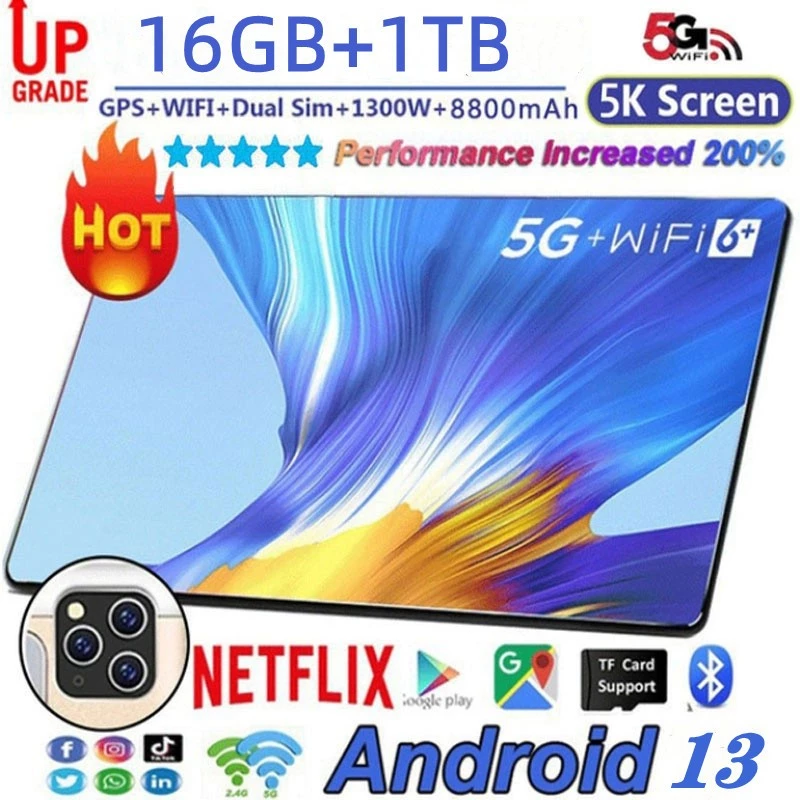 UP
GRADE
16GB+1TB
5G
WiFi
GPS+WIFI+Dual Sim+1300W+8800mAh
5K Screen
Performance Increased 200%
HOT
5G+WiFi 6+
NETFLIX
Google play
G
TF Card
Support
TikTok
2.4G
5G
Android 13